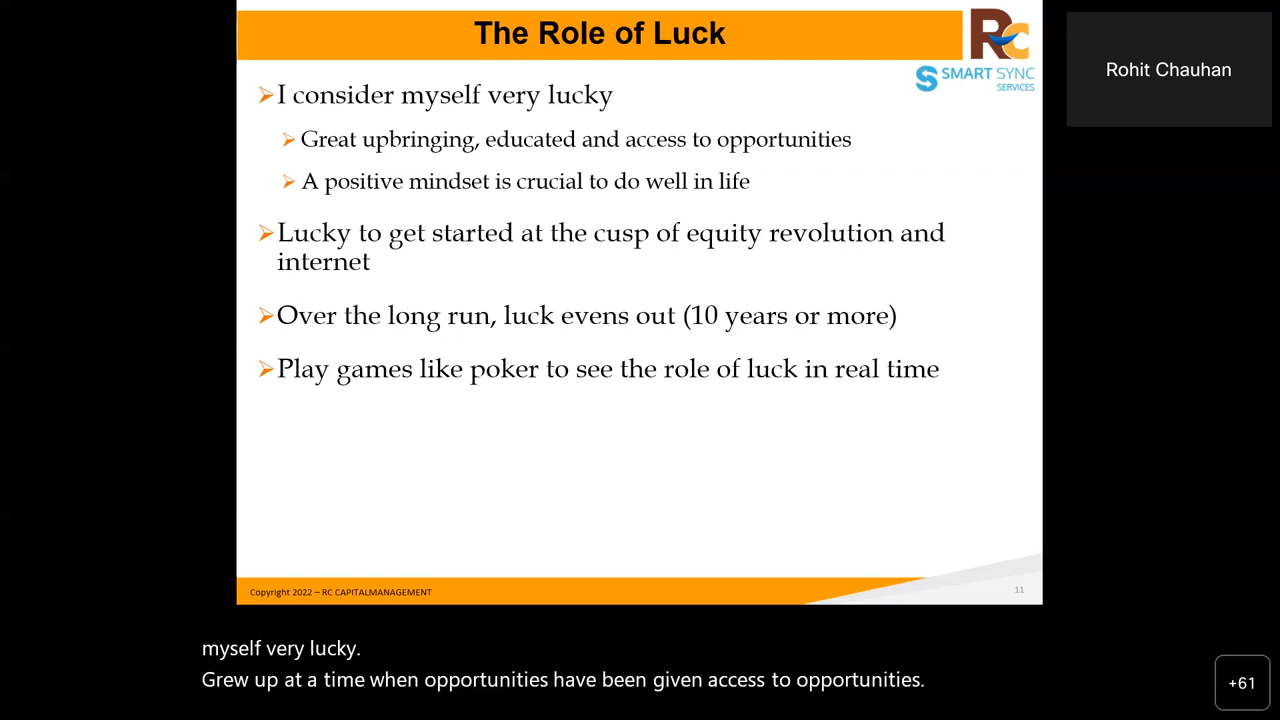 The Role of Luck
RC
SMART SYNC
SERVICES
Rohit Chauhan
I consider myself very lucky
Great upbringing, educated and access to opportunities
A positive mindset is crucial to do well in life
Lucky to get started at the cusp of equity revolution and
internet
Over the long run, luck evens out (10 years or more)
Play games like poker to see the role of luck in real time
Copyright 2022 – RC CAPITALMANAGEMENT
11
myself very lucky.
Grew up at a time when opportunities have been given access to opportunities.
+61